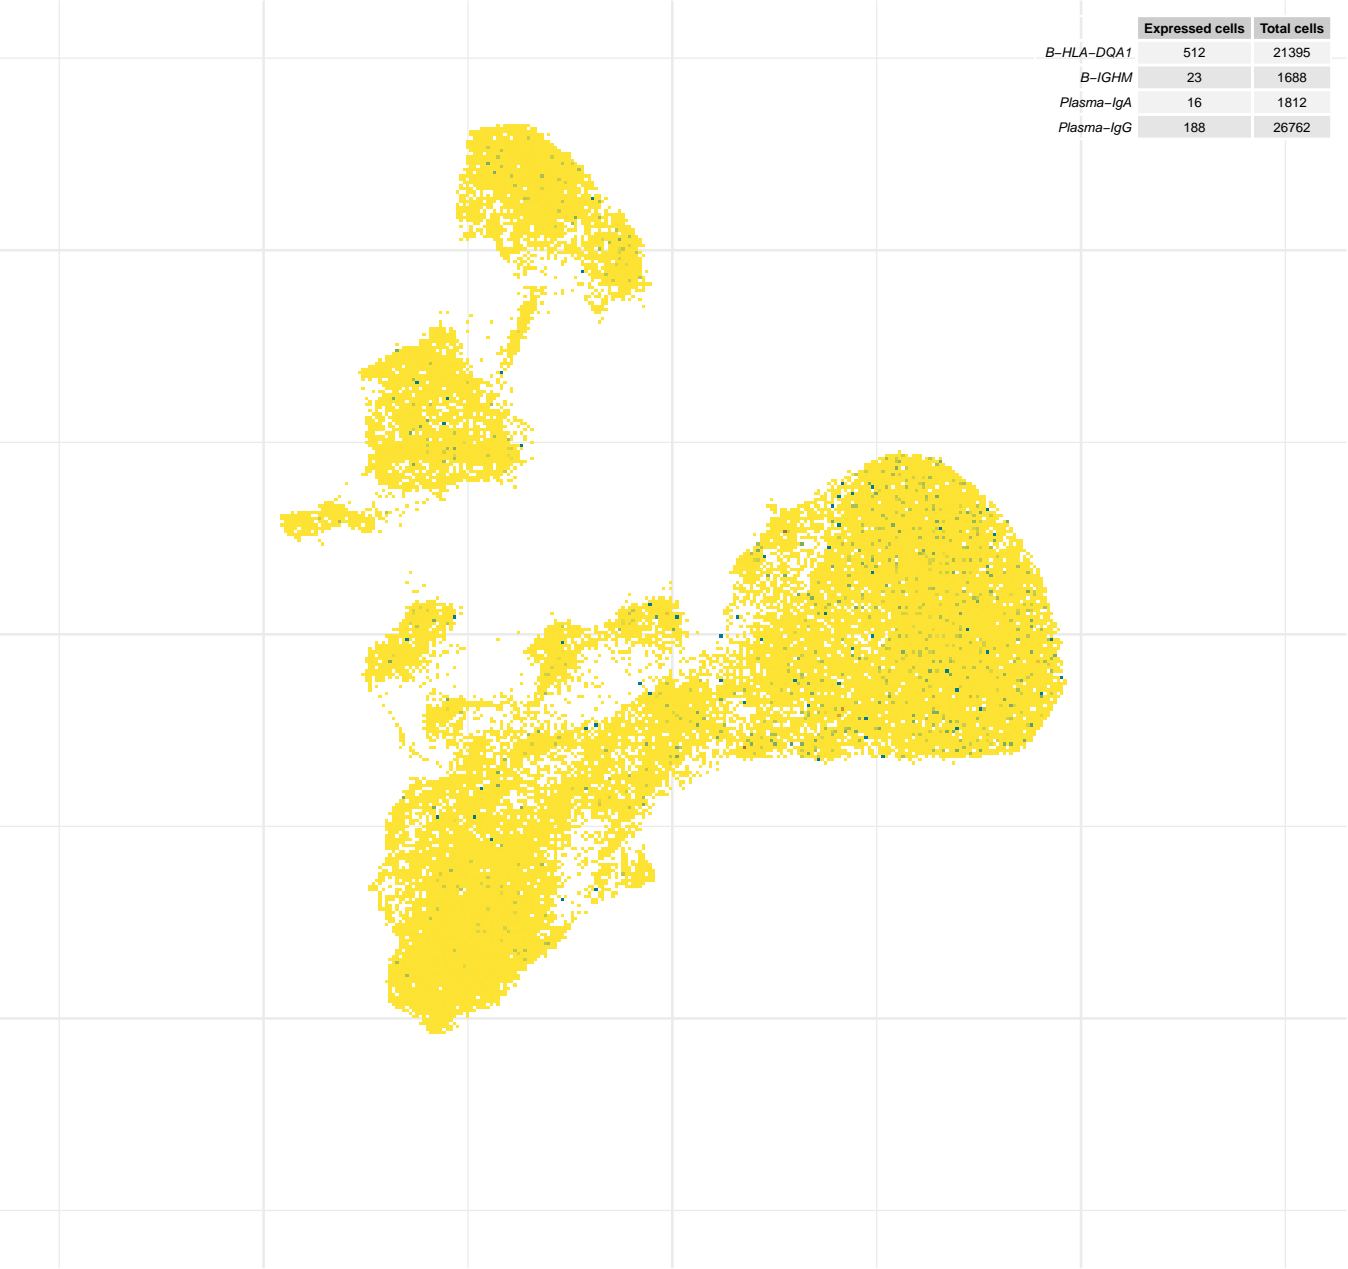 Expressed cells Total cells
B−HLA−DQA1 512 21395
B−IGHM 23 1688
Plasma−IgA 16 1812
Plasma−IgG 188 26762